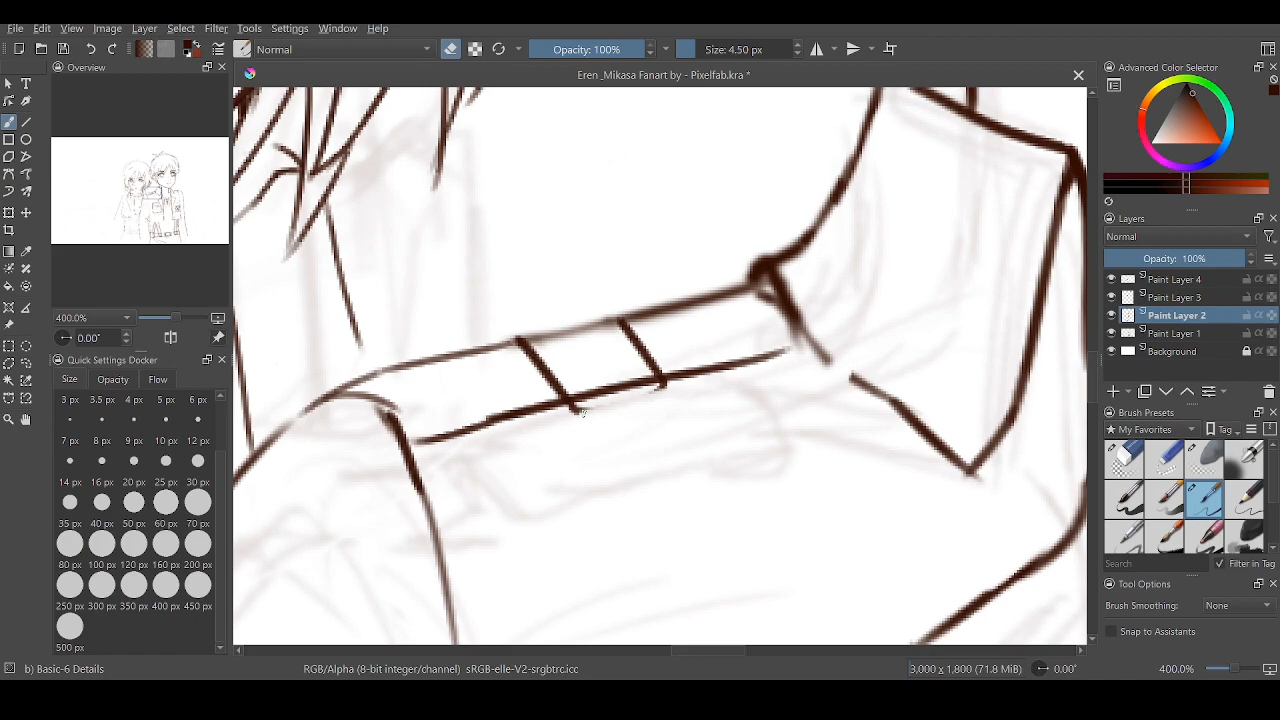 File Edit View Image Layer Select Filter Tools Settings Window Help
Normal
Opacity: 100%
Size: 4.50 px
Overview
Eren _Mikasa Fanart by - Pixelfab.kra *
Advanced Color Selector
400.0%
0.00°
Quick Settings Docker
Size Opacity Flow
3 px 3.5 px 4 px 5 px 6 px
7 px 8 px 9 px 10 px 12 px
14 px 16 px 20 px 25 px 30 px
35 px 40 px 50 px 60 px 70 px
80 px 100 px 120 px 160 px 200 px
250 px 300 px 350 px 400 px 450 px
500 px
Layers
Normal
Opacity: 100%
Paint Layer 4
Paint Layer 3
Paint Layer 2
Paint Layer 1
Background
Brush Presets
My Favorites
Tag
Search
Filter in Tag
Tool Options
Brush Smoothing: None
Snap to Assistants
b) Basic-6 Details
RGB/Alpha (8-bit integer/channel) sRGB-elle-V2-srgbtrc.icc
3,000 x 1,800 (71.8 MiB)
0.00°
400.0%